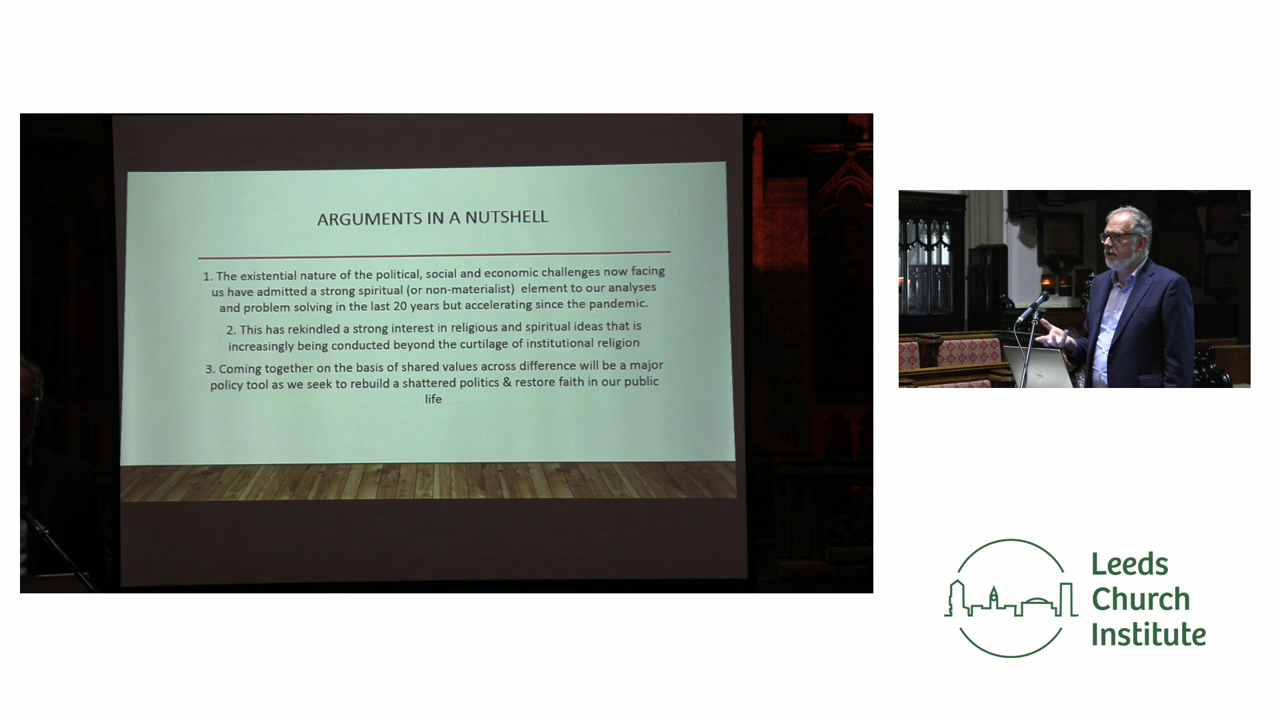 ARGUMENTS IN A NUTSHELL
1. The existential nature of the political, social and economic challenges now facing
us have admitted a strong spiritual (or non-materialist) element to our analyses
and problem solving in the last 20 years but accelerating since the pandemic.
2. This has rekindled a strong interest in religious and spiritual ideas that is
increasingly being conducted beyond the curtilage of institutional religion
3. Coming together on the basis of shared values across difference will be a major
policy tool as we seek to rebuild a shattered politics & restore faith in our public
life
Leeds
Church
Institute